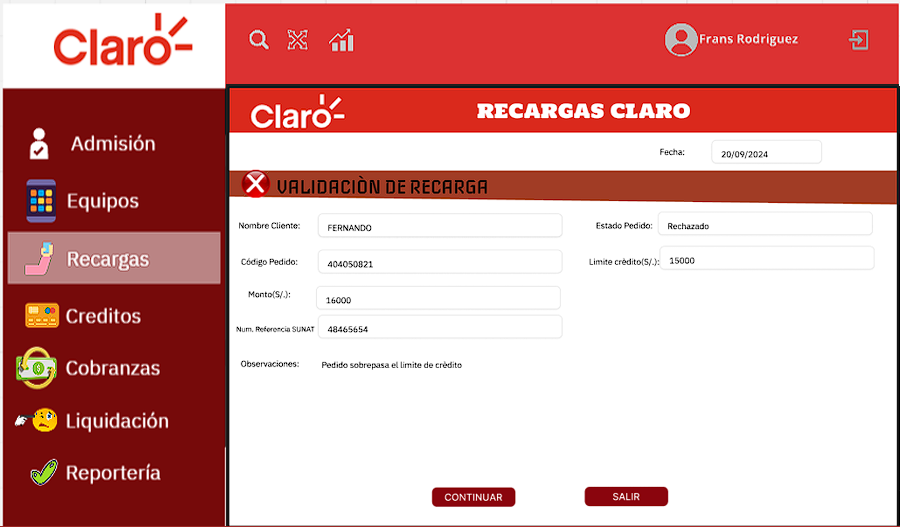 Claro
Frans Rodriguez
Admisión
Equipos
Recargas
Creditos
Cobranzas
Liquidación
Reportería
Claro
RECARGAS CLARO
Fecha: 20/09/2024
VALIDACIÒN DE RECARGA
Nombre Cliente: FERNANDO
Estado Pedido: Rechazado
Código Pedido: 404050821
Limite crèdito(S/.): 15000
Monto(S/.): 16000
Num. Referencia SUNAT 48465654
Observaciones: Pedido sobrepasa el limite de crèdito
CONTINUAR
SALIR